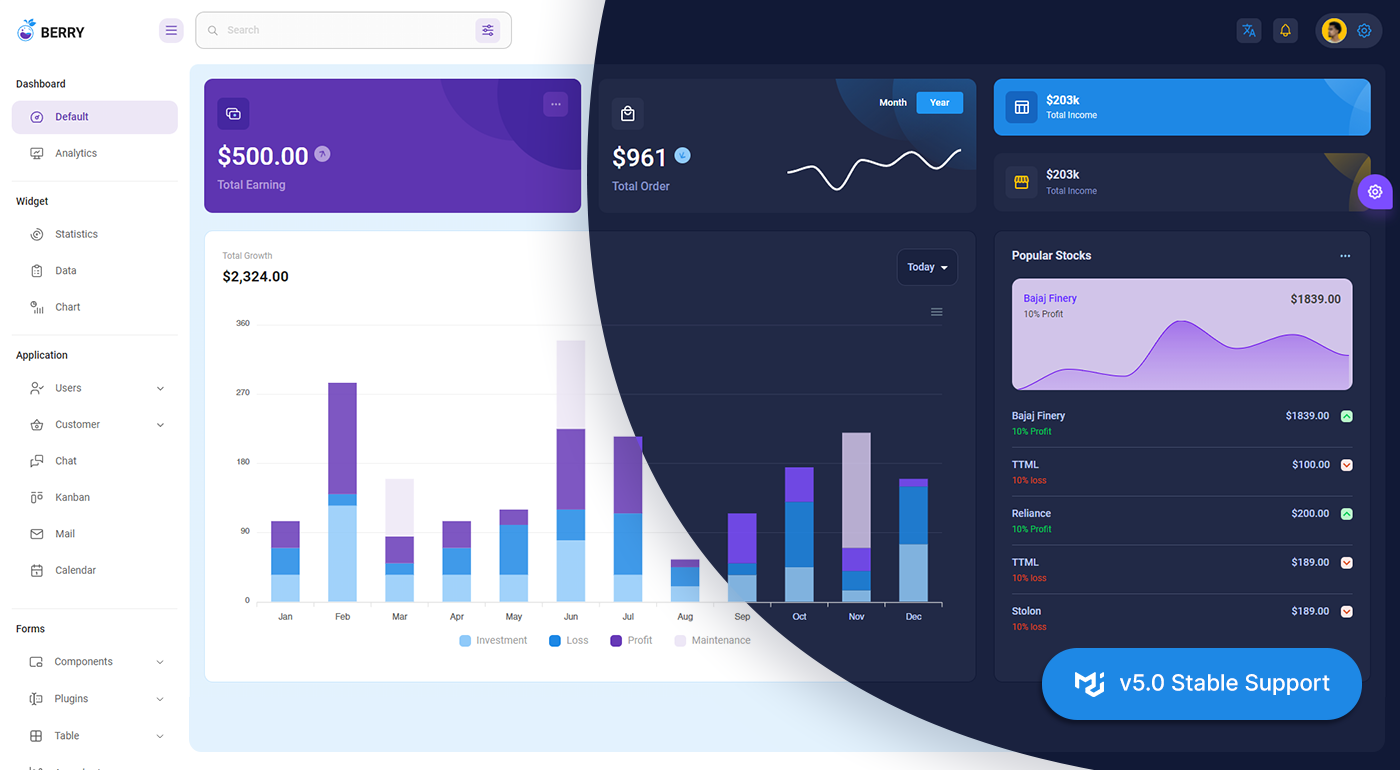 BERRY
Search
Dashboard
Default
Analytics
Widget
Statistics
Data
Chart
Application
Users
Customer
Chat
Kanban
Mail
Calendar
Forms
Components
Plugins
Table
$500.00
Total Earning
Month
Year
$961
Total Order
$203k
Total Income
$203k
Total Income
Total Growth
$2,324.00
Today
360
270
180
90
0
Jan Feb Mar Apr May Jun Jul Aug Sep Oct Nov Dec
Investment Loss Profit Maintenance
Popular Stocks
Bajaj Finery $1839.00
10% Profit
Bajaj Finery $1839.00
10% Profit
TTML $100.00
10% loss
Reliance $200.00
10% Profit
TTML $189.00
10% loss
Stolon $189.00
10% loss
v5.0 Stable Support